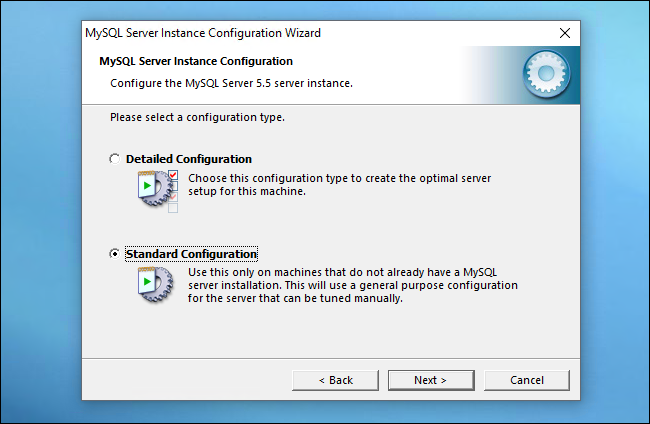 MySQL Server Instance Configuration Wizard
MySQL Server Instance Configuration
Configure the MySQL Server 5.5 server instance.
Please select a configuration type.
Detailed Configuration
Choose this configuration type to create the optimal server
setup for this machine.
Standard Configuration
Use this only on machines that do not already have a MySQL
server installation. This will use a general purpose configuration
for the server that can be tuned manually.
< Back
Next >
Cancel